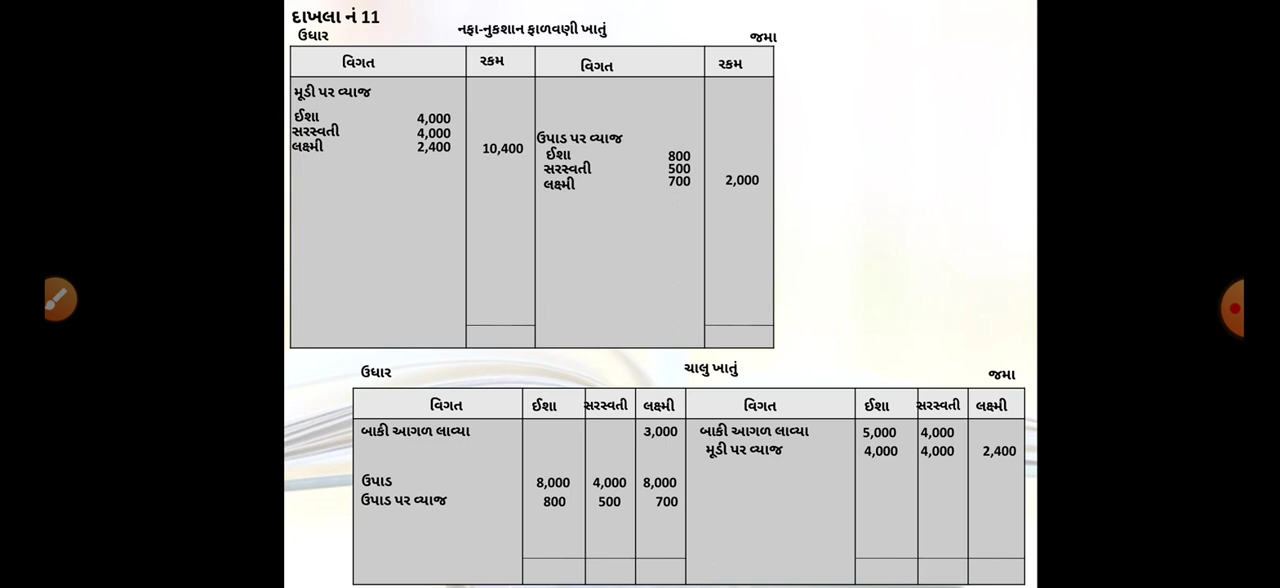 દાખલા નં 11
ઉધાર નફા-નુકશાન ફાળવણી ખાતું જમા
વિગત રકમ વિગત રકમ
મૂડી પર વ્યાજ
ઈશા 4,000
સરસ્વતી 4,000 ઉપાડ પર વ્યાજ
લક્ષ્મી 2,400 10,400 ઈશા 800
સરસ્વતી 500
લક્ષ્મી 700 2,000
ઉધાર ચાલુ ખાતું જમા
વિગત ઈશા સરસ્વતી લક્ષ્મી વિગત ઈશા સરસ્વતી લક્ષ્મી
બાકી આગળ લાવ્યા 3,000 બાકી આગળ લાવ્યા 5,000 4,000
મૂડી પર વ્યાજ 4,000 4,000 2,400
ઉપાડ 8,000 4,000 8,000
ઉપાડ પર વ્યાજ 800 500 700